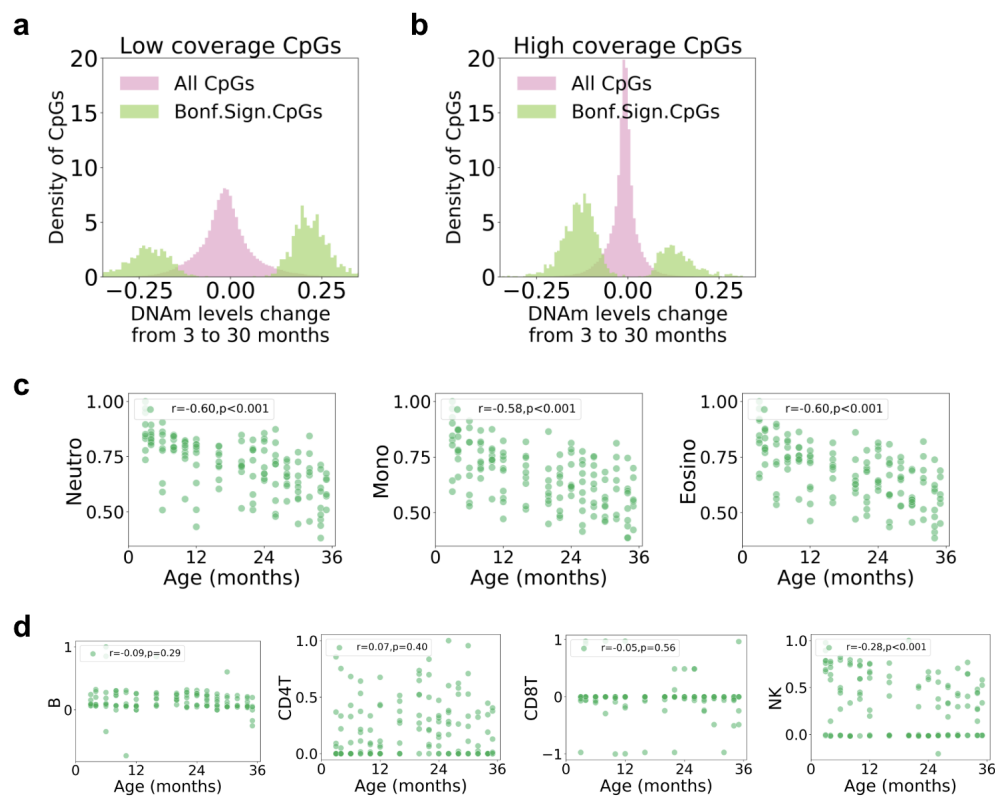 a
Low coverage CpGs
20
15
10
5
0
All CpGs
Bonf.Sign.CpGs
Density of CpGs
−0.25 0.00 0.25
DNAm levels change
from 3 to 30 months
b
High coverage CpGs
20
15
10
5
0
All CpGs
Bonf.Sign.CpGs
Density of CpGs
−0.25 0.00 0.25
DNAm levels change
from 3 to 30 months
c
r=-0.60,p<0.001
1.00
0.75
0.50
Neutro
0 12 24 36
Age (months)
r=-0.58,p<0.001
1.00
0.75
0.50
Mono
0 12 24 36
Age (months)
r=-0.60,p<0.001
1.00
0.75
0.50
Eosino
0 12 24 36
Age (months)
d
r=-0.09,p=0.29
1
0
B
0 12 24 36
Age (months)
r=0.07,p=0.40
1.0
0.5
0.0
CD4T
0 12 24 36
Age (months)
r=-0.05,p=0.56
1
0
−1
CD8T
0 12 24 36
Age (months)
r=-0.28,p<0.001
1.0
0.5
0.0
NK
0 12 24 36
Age (months)